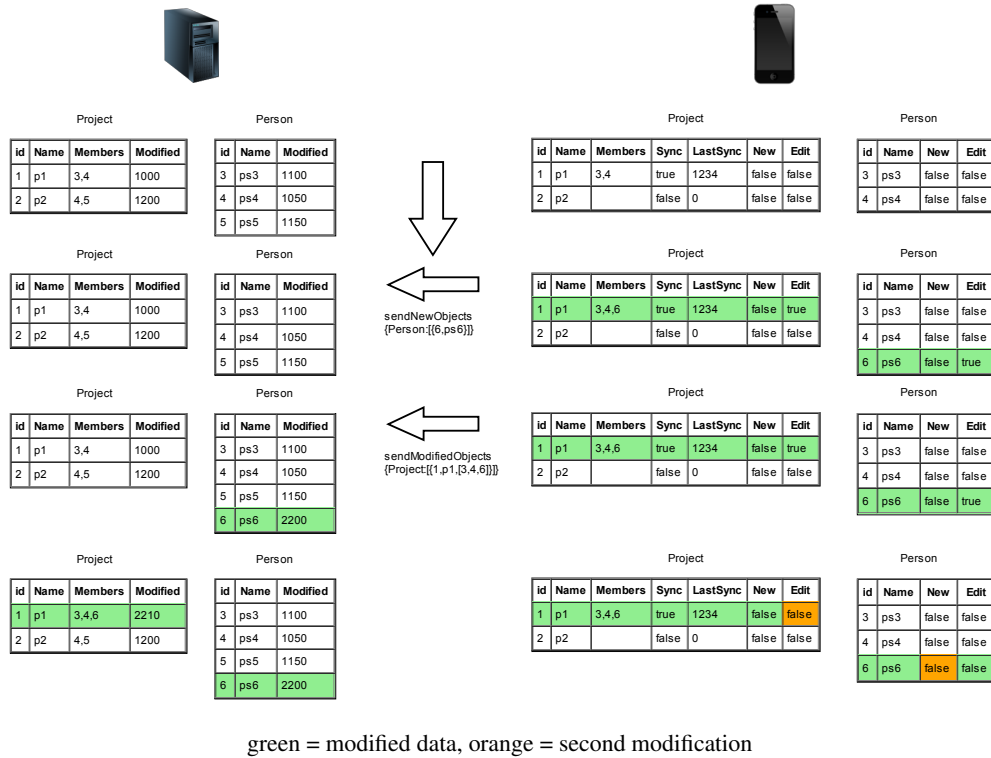 Project Person Project Person
id Name Members Modified id Name Modified id Name Members Sync LastSync New Edit id Name New Edit
1 p1 3,4 1000 3 ps3 1100 1 p1 3,4 true 1234 false false 3 ps3 false false
2 p2 4,5 1200 4 ps4 1050 2 p2 false 0 false false 4 ps4 false false
5 ps5 1150
Project Person Project Person
id Name Members Modified id Name Modified id Name Members Sync LastSync New Edit id Name New Edit
1 p1 3,4 1000 3 ps3 1100 1 p1 3,4,6 true 1234 false true 3 ps3 false false
2 p2 4,5 1200 4 ps4 1050 2 p2 false 0 false false 4 ps4 false false
5 ps5 1150 6 ps6 false true
sendNewObjects
{Person:[{6,ps6}]}
Project Person Project Person
id Name Members Modified id Name Modified id Name Members Sync LastSync New Edit id Name New Edit
1 p1 3,4 1000 3 ps3 1100 1 p1 3,4,6 true 1234 false true 3 ps3 false false
2 p2 4,5 1200 4 ps4 1050 2 p2 false 0 false false 4 ps4 false false
5 ps5 1150 6 ps6 false true
6 ps6 2200
sendModifiedObjects
{Project:[{1,p1,[3,4,6]}]}
Project Person Project Person
id Name Members Modified id Name Modified id Name Members Sync LastSync New Edit id Name New Edit
1 p1 3,4,6 2210 3 ps3 1100 1 p1 3,4,6 true 1234 false false 3 ps3 false false
2 p2 4,5 1200 4 ps4 1050 2 p2 false 0 false false 4 ps4 false false
5 ps5 1150 6 ps6 false false
6 ps6 2200
green = modified data, orange = second modification